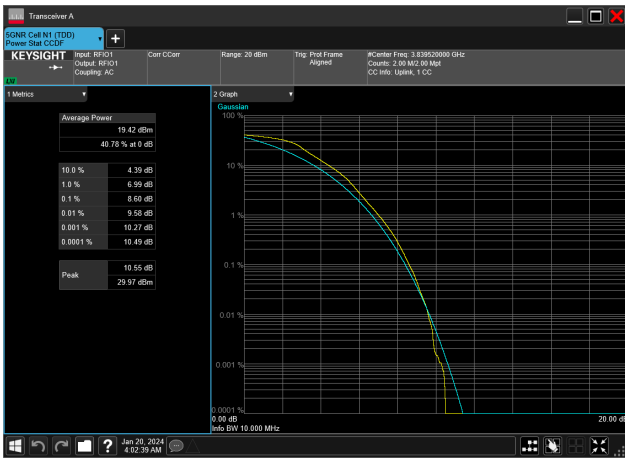 Transceiver A
5GNR Cell N1 (TDD)
Power Stat CCDF
KEYSIGHT
Input: RFIO1
Output: RFIO1
Coupling: AC
Corr CCorr
Range: 20 dBm
Trig: Prot Frame
Aligned
#Center Freq: 3.839520000 GHz
Counts: 2.00 M/2.00 Mpt
CC Info: Uplink, 1 CC
LXI
1 Metrics
Average Power
19.42 dBm
40.78 % at 0 dB
10.0 % 4.39 dB
1.0 % 6.99 dB
0.1 % 8.60 dB
0.01 % 9.58 dB
0.001 % 10.27 dB
0.0001 % 10.49 dB
Peak
10.55 dB
29.97 dBm
2 Graph
Gaussian
100 %
10 %
1 %
0.1 %
0.01 %
0.001 %
0.0001 %
0.00 dB
20.00 dB
Info BW 10.000 MHz
?
Jan 20, 2024
4:02:39 AM